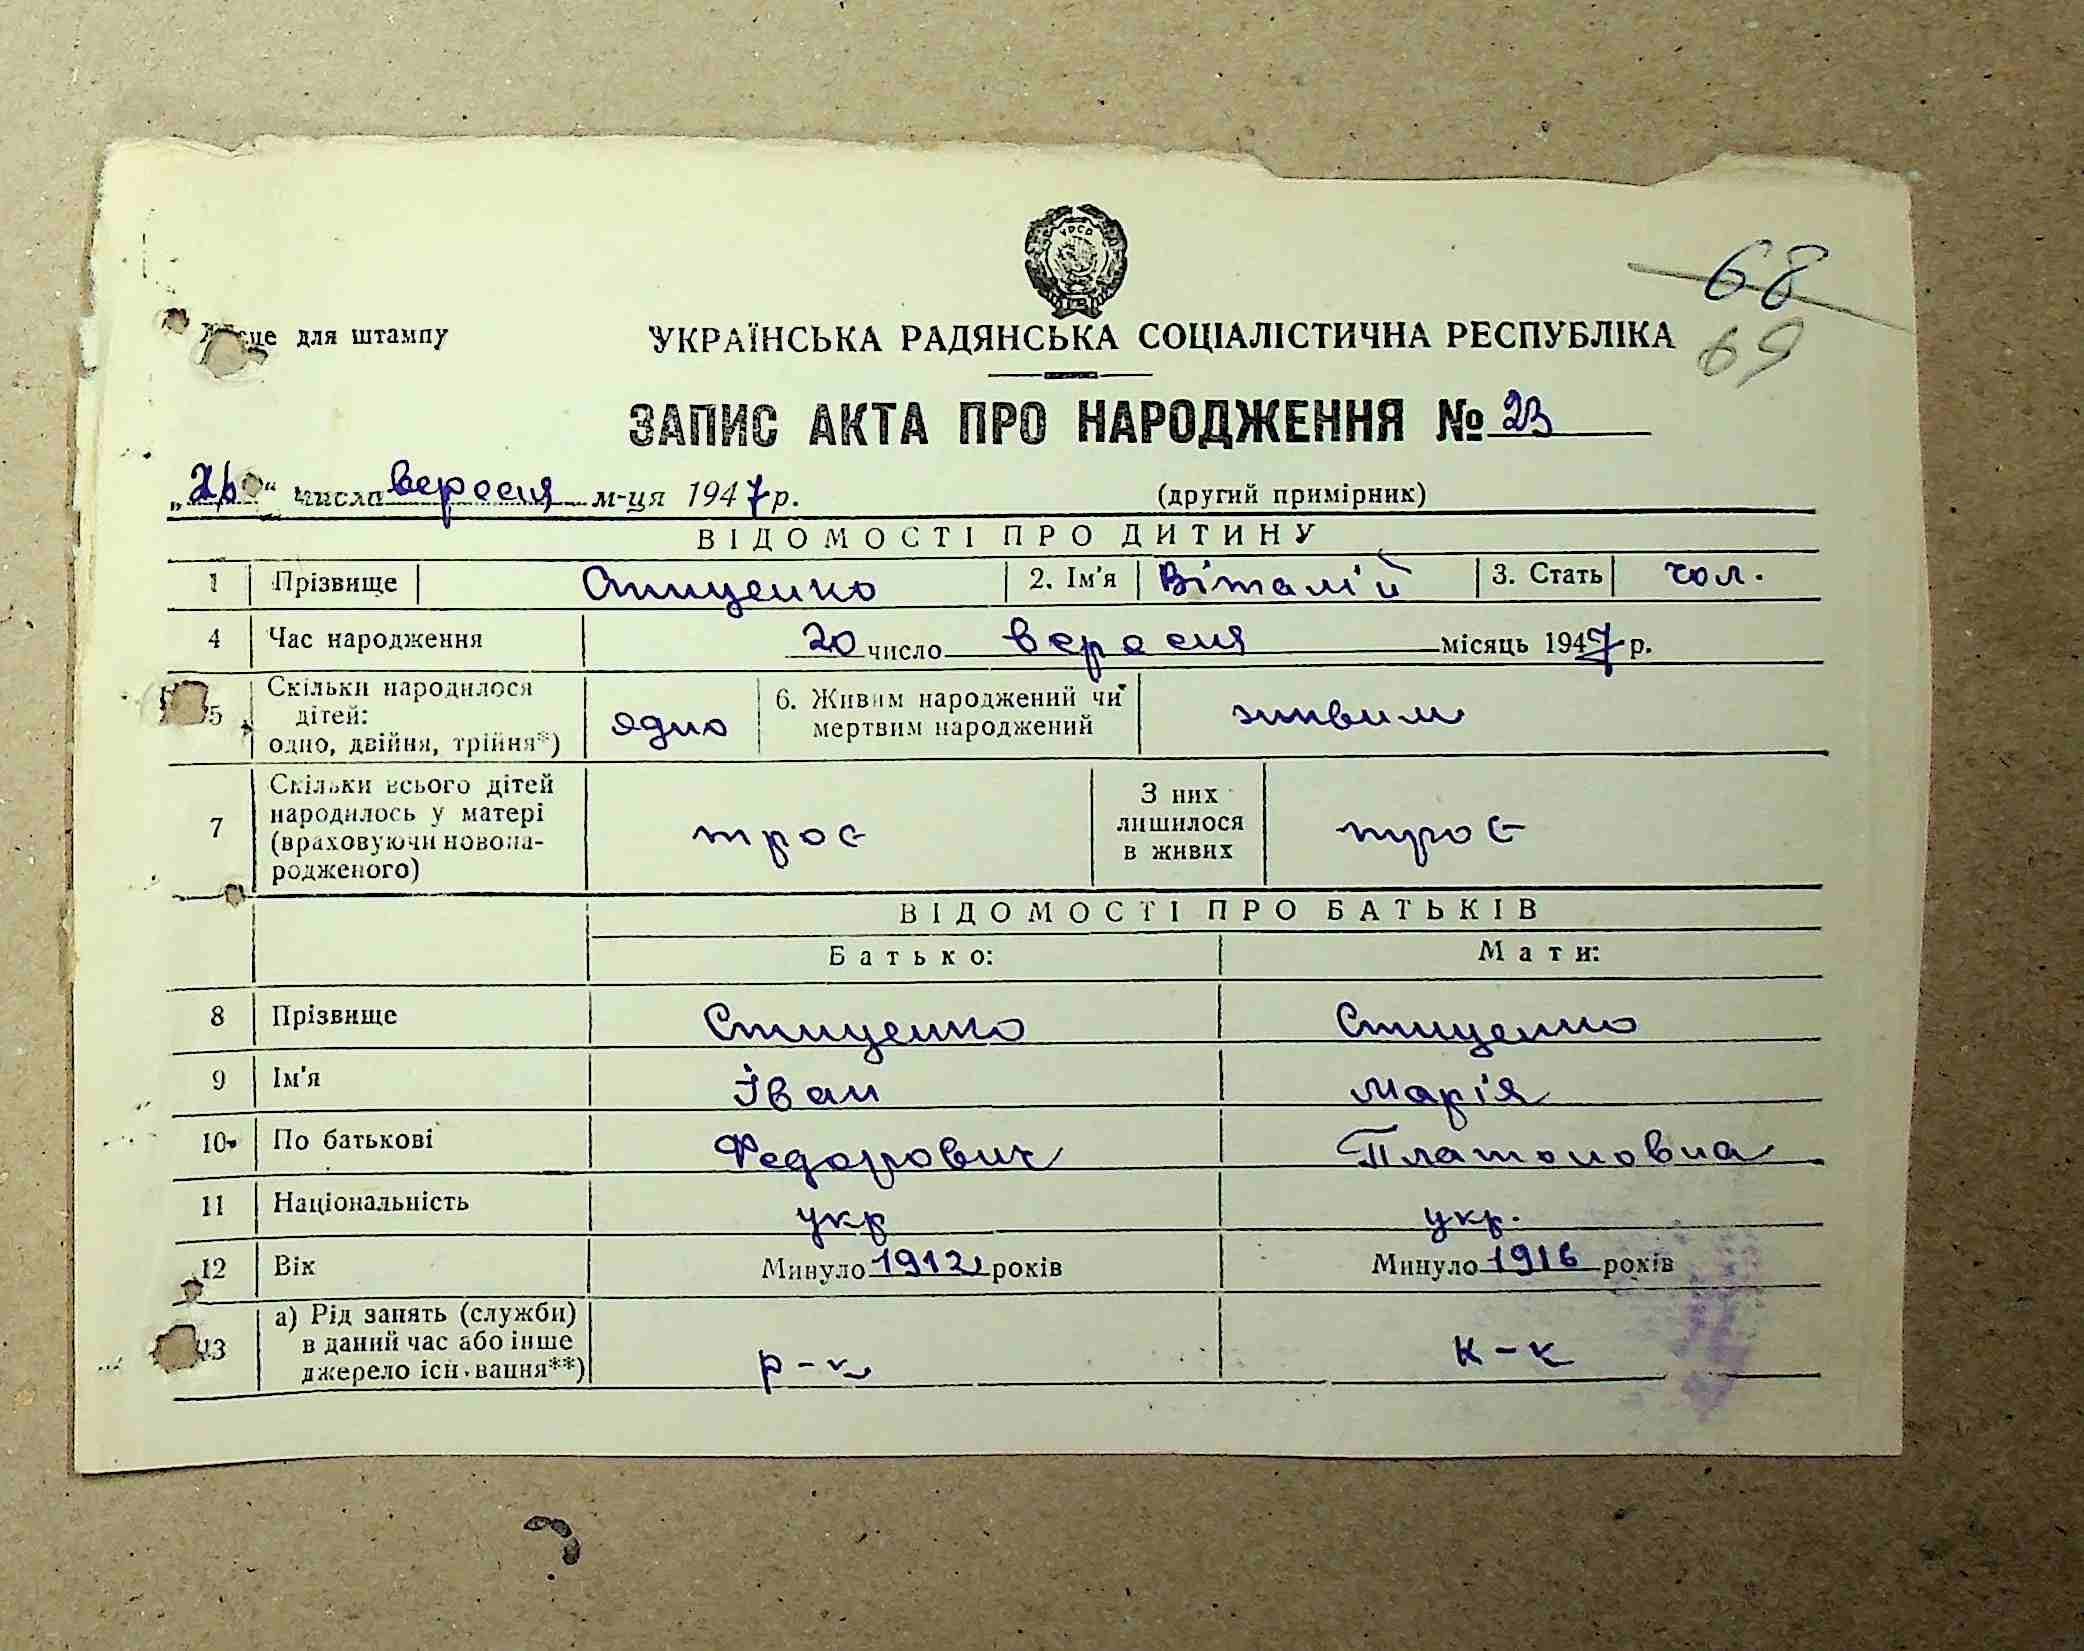 УРСР
68
69
Місце для штампу
УКРАЇНСЬКА РАДЯНСЬКА СОЦІАЛІСТИЧНА РЕСПУБЛІКА
ЗАПИС АКТА ПРО НАРОДЖЕННЯ № 23
„26“ числа вересня м-ця 1947 р. (другий примірник)
ВІДОМОСТІ ПРО ДИТИНУ
1 Прізвище Стиценко 2. Ім'я Віталій 3. Стать чол.
4 Час народження 20 число вересня місяць 1947 р.
5 Скільки народилося дітей: одно, двійня, трійня*) одно 6. Живим народжений чи мертвим народжений живим
7 Скільки всього дітей народилось у матері (враховуючи новонародженого) троє З них лишилося в живих троє
ВІДОМОСТІ ПРО БАТЬКІВ
Батько: Мати:
8 Прізвище Стиценко Стиценко
9 Ім'я Іван Марія
10 По батькові Федорович Платоновна
11 Національність укр укр.
12 Вік Минуло 1912 років Минуло 1916 років
13 а) Рід занять (служби) в даний час або інше джерело існування**) р-к к-к